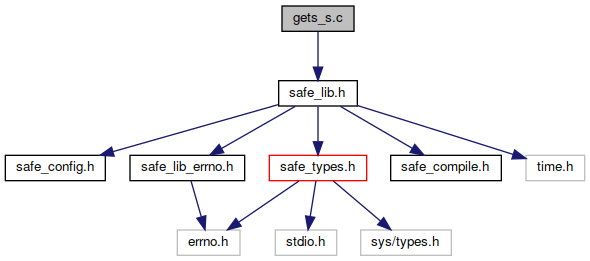 gets_s.c
safe_lib.h
safe_config.h
safe_lib_errno.h
safe_types.h
safe_compile.h
time.h
errno.h
stdio.h
sys/types.h